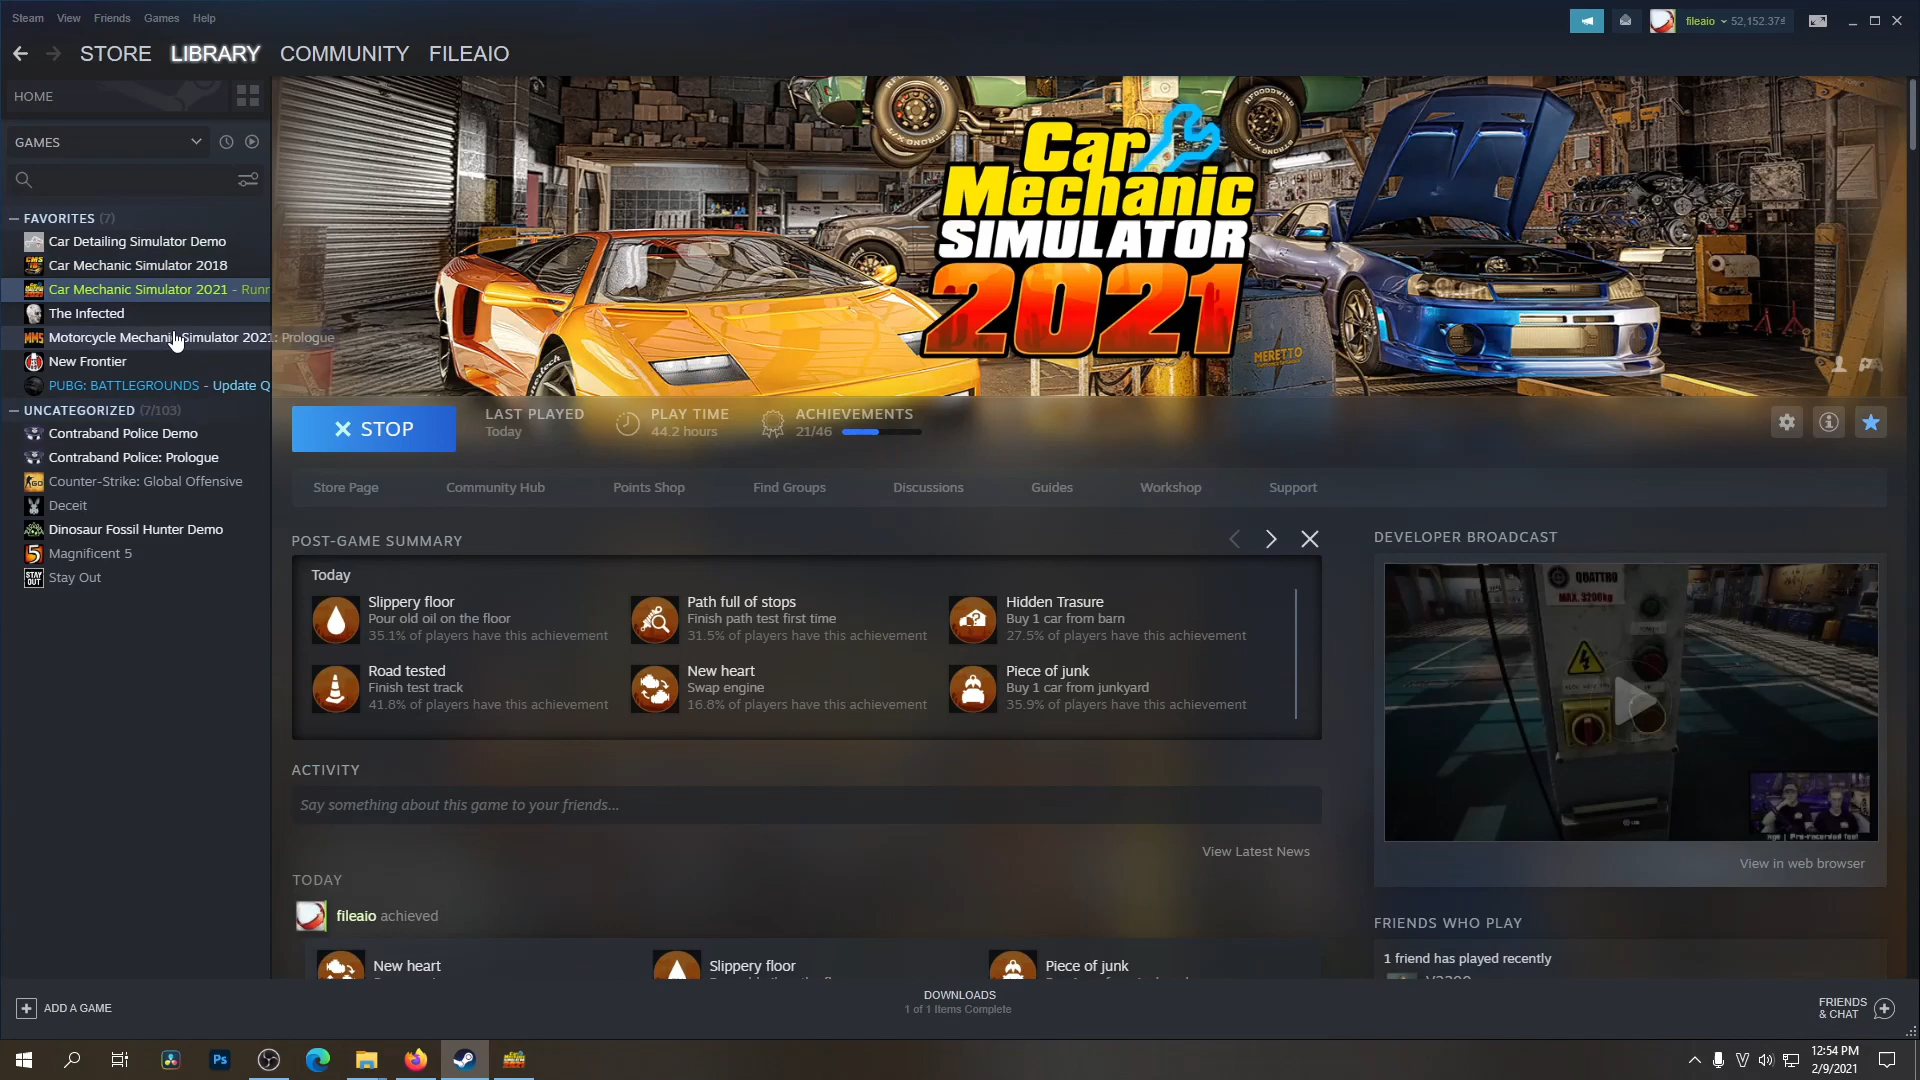 Steam View Friends Games Help
fileaio 52,152.37₫
STORE LIBRARY COMMUNITY FILEAIO
HOME
GAMES
FAVORITES (7)
Car Detailing Simulator Demo
Car Mechanic Simulator 2018
Car Mechanic Simulator 2021 - Runn
The Infected
Motorcycle Mechanic Simulator 2021: Prologue
New Frontier
PUBG: BATTLEGROUNDS - Update Q
UNCATEGORIZED (7/103)
Contraband Police Demo
Contraband Police: Prologue
Counter-Strike: Global Offensive
Deceit
Dinosaur Fossil Hunter Demo
Magnificent 5
Stay Out
Car
Mechanic
SIMULATOR
2021
MERETTO
STOP
LAST PLAYED
Today
PLAY TIME
44.2 hours
ACHIEVEMENTS
21/46
Store Page Community Hub Points Shop Find Groups Discussions Guides Workshop Support
POST-GAME SUMMARY
Today
Slippery floor
Pour old oil on the floor
35.1% of players have this achievement
Path full of stops
Finish path test first time
31.5% of players have this achievement
Hidden Trasure
Buy 1 car from barn
27.5% of players have this achievement
Road tested
Finish test track
41.8% of players have this achievement
New heart
Swap engine
16.8% of players have this achievement
Piece of junk
Buy 1 car from junkyard
35.9% of players have this achievement
ACTIVITY
Say something about this game to your friends...
View Latest News
TODAY
fileaio achieved
New heart
Slippery floor
Piece of junk
DEVELOPER BROADCAST
QUATTRO
MAX. 3200kg
View in web browser
FRIENDS WHO PLAY
1 friend has played recently
ADD A GAME
DOWNLOADS
1 of 1 Items Complete
FRIENDS
& CHAT
12:54 PM
2/9/2021